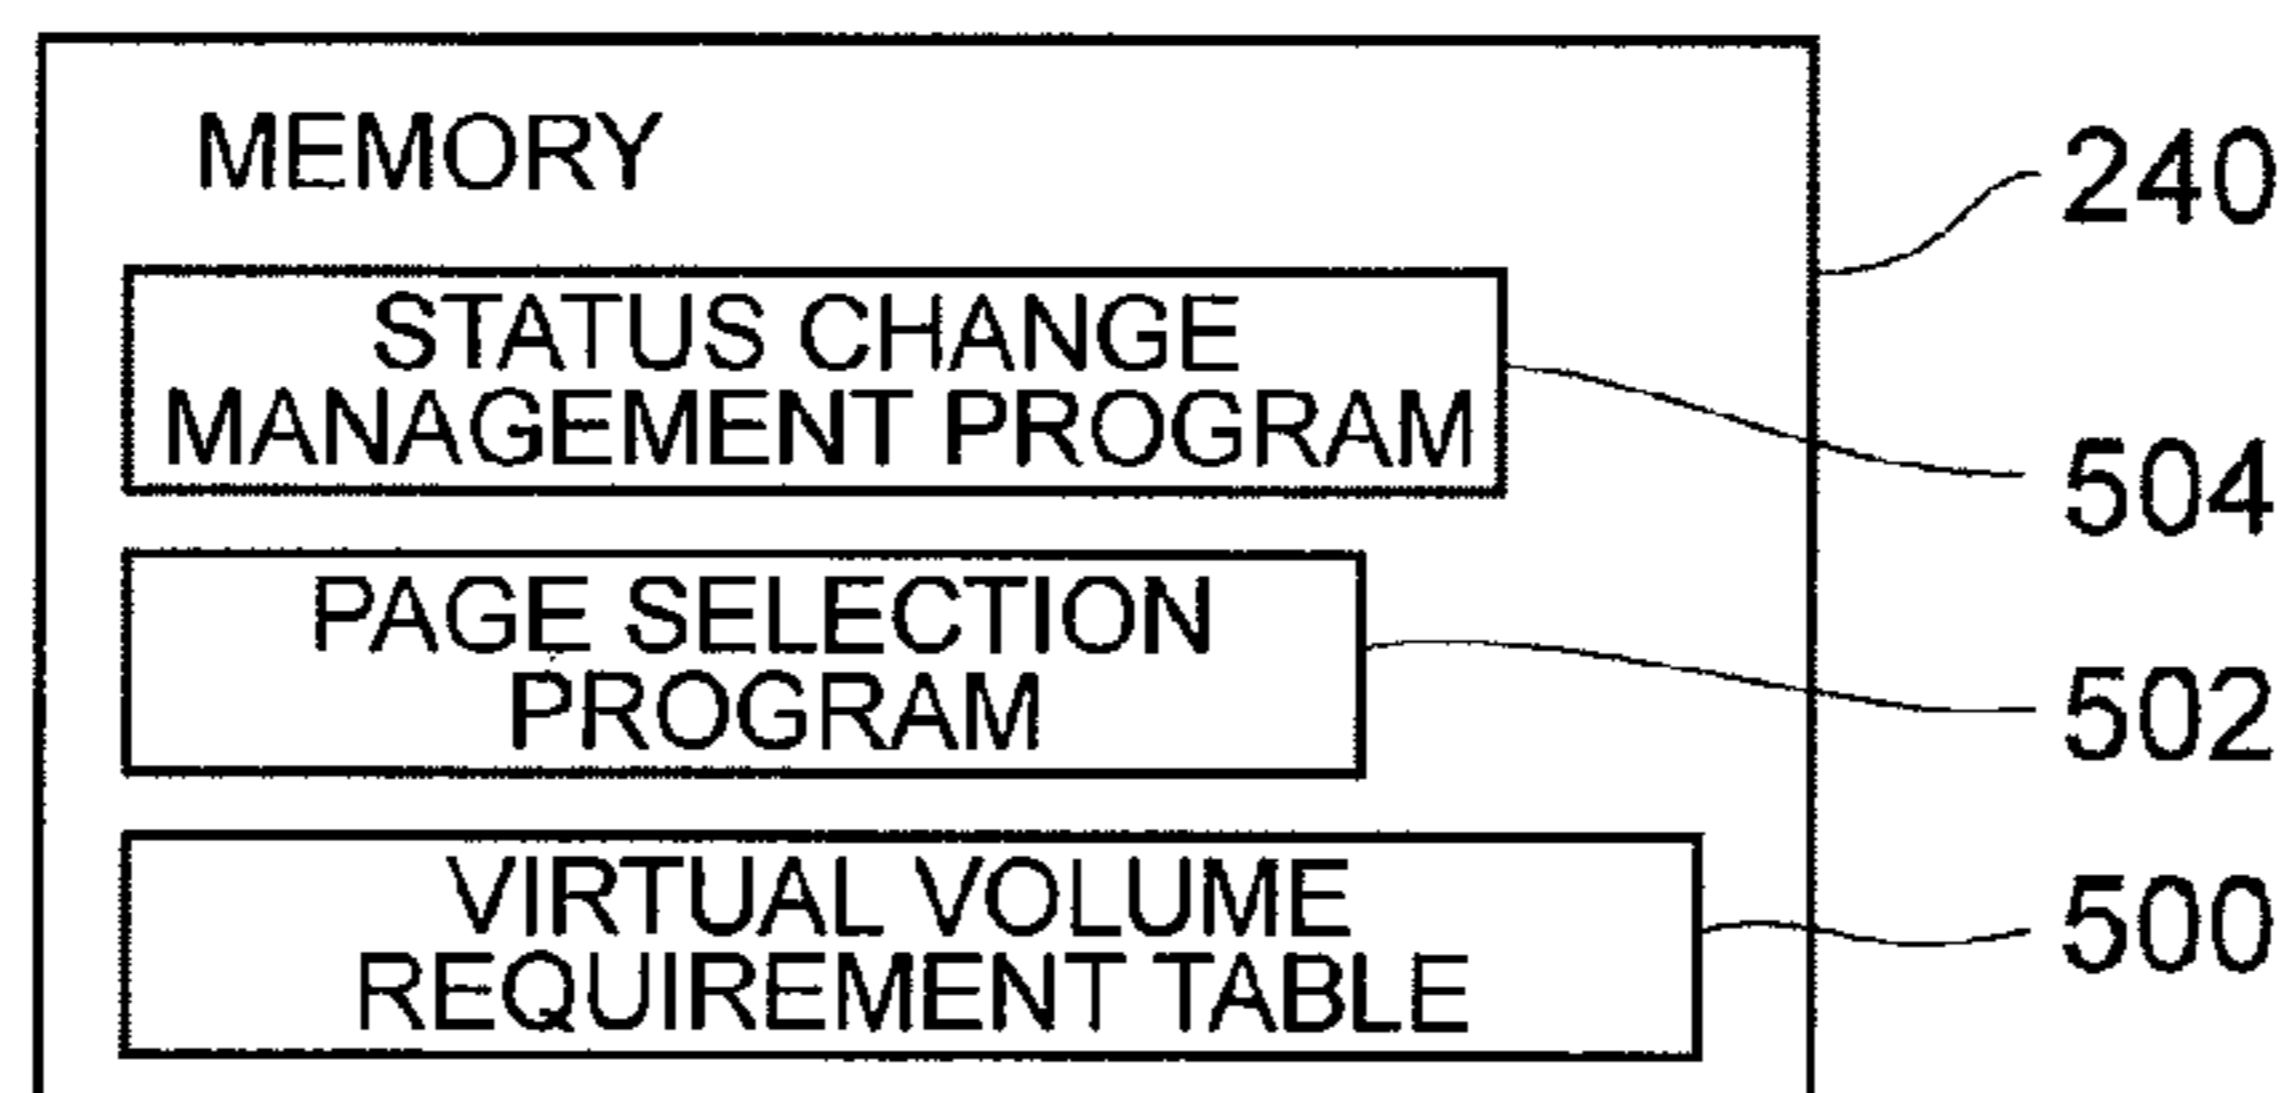 MEMORY
240
STATUS CHANGE
MANAGEMENT PROGRAM
504
PAGE SELECTION
PROGRAM
502
VIRTUAL VOLUME
REQUIREMENT TABLE
500